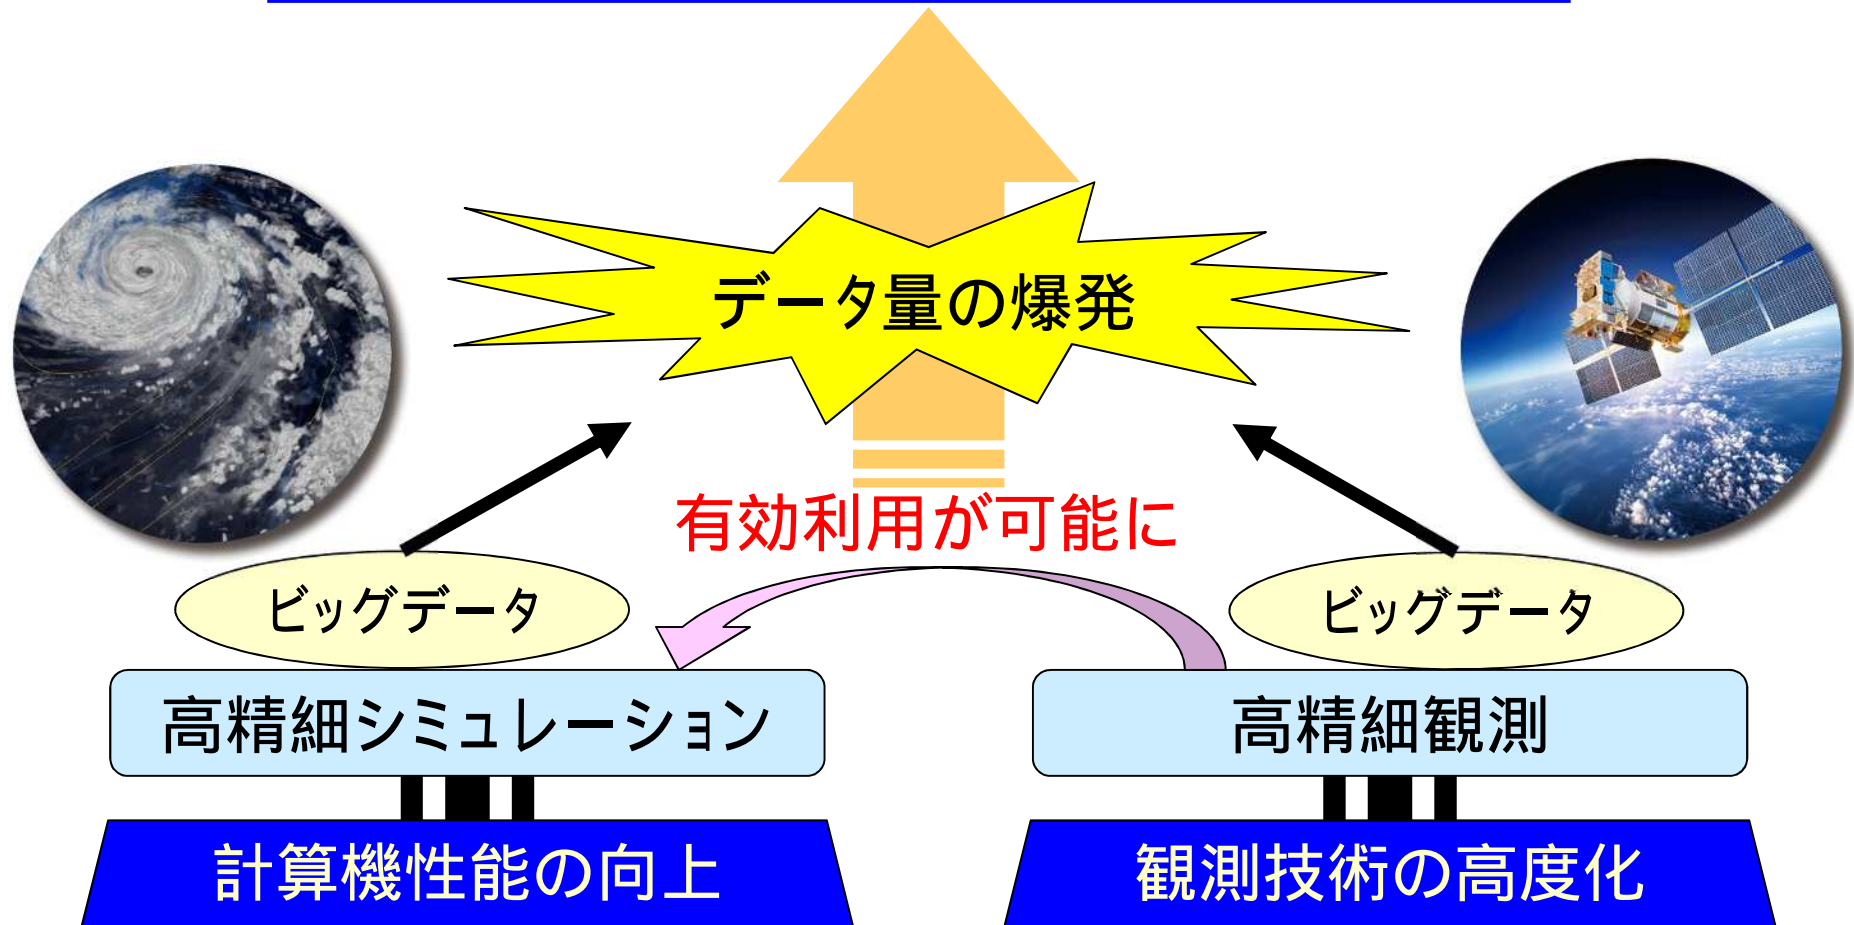 データ量の爆発
有効利用が可能に
ビッグデータ
ビッグデータ
高精細シミュレーション
高精細観測
計算機性能の向上
観測技術の高度化